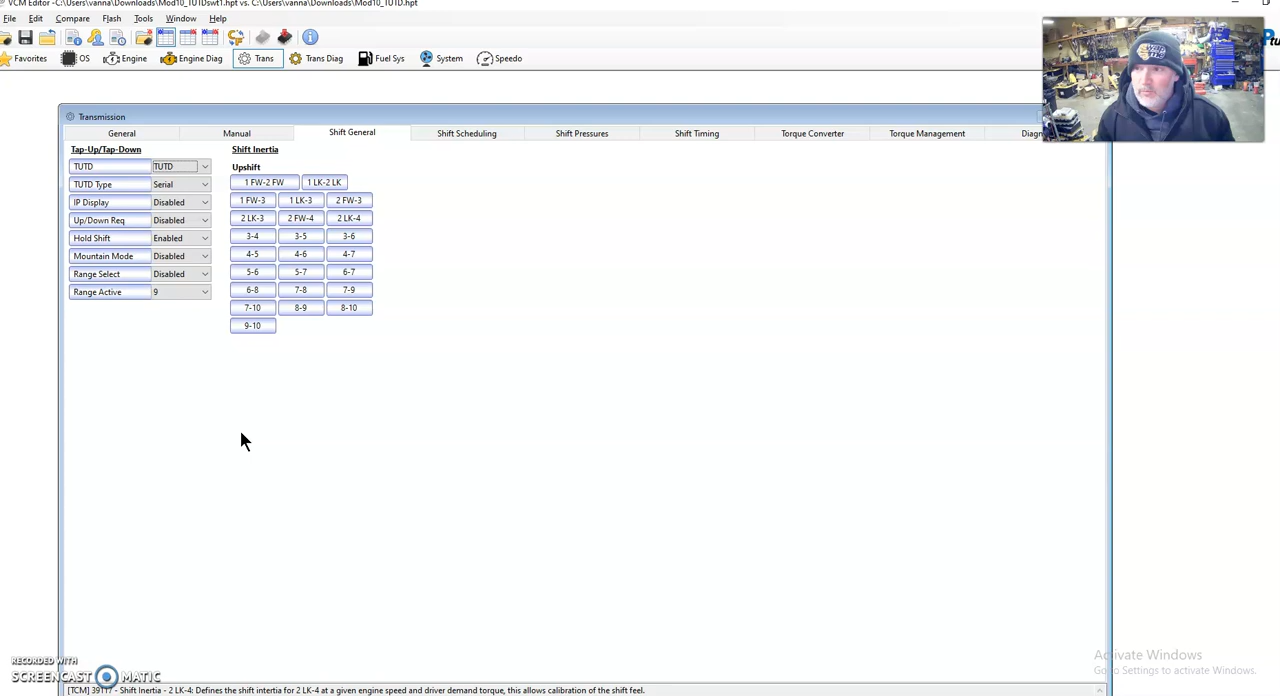 VCM Editor -C:\Users\vanna\Downloads\Mod10_TUTDswt1.hpt vs. C:\Users\vanna\Downloads\Mod10_TUTD.hpt
File Edit Compare Flash Tools Window Help
Favorites OS Engine Engine Diag Trans Trans Diag Fuel Sys System Speedo
Transmission
General Manual Shift General Shift Scheduling Shift Pressures Shift Timing Torque Converter Torque Management Diagn
Tap-Up/Tap-Down Shift Inertia
TUTD TUTD Upshift
TUTD Type Serial 1 FW-2 FW 1 LK-2 LK
IP Display Disabled 1 FW-3 1 LK-3 2 FW-3
Up/Down Req Disabled 2 LK-3 2 FW-4 2 LK-4
Hold Shift Enabled 3-4 3-5 3-6
Mountain Mode Disabled 4-5 4-6 4-7
Range Select Disabled 5-6 5-7 6-7
Range Active 9 6-8 7-8 7-9
7-10 8-9 8-10
9-10
Activate Windows
Go to Settings to activate Windows.
RECORDED WITH
SCREENCAST MATIC
[TCM] 39117 - Shift Inertia - 2 LK-4: Defines the shift intertia for 2 LK-4 at a given engine speed and driver demand torque, this allows calibration of the shift feel.